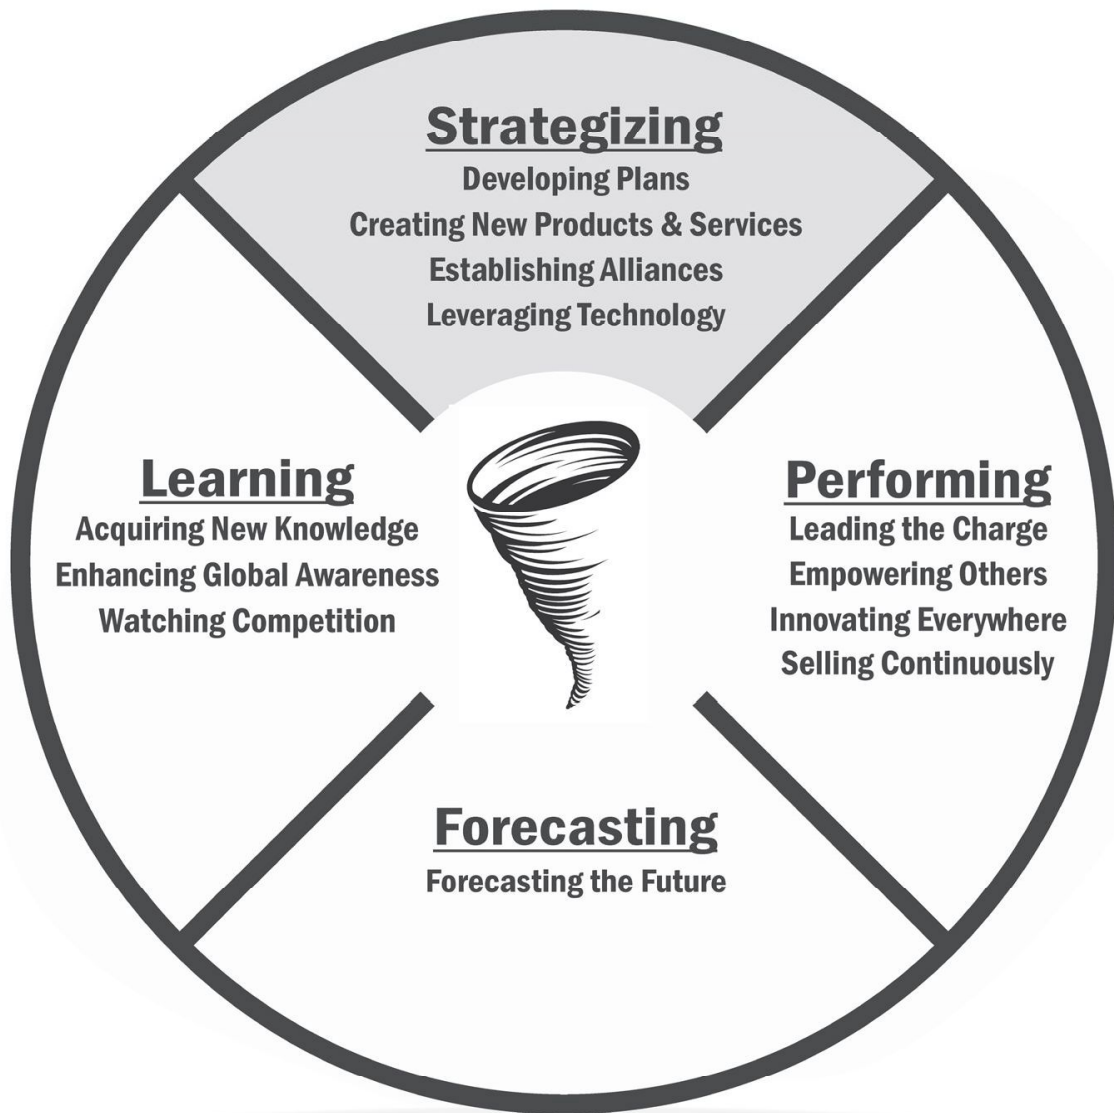 Strategizing
Developing Plans
Creating New Products & Services
Establishing Alliances
Leveraging Technology
Learning
Acquiring New Knowledge
Enhancing Global Awareness
Watching Competition
Performing
Leading the Charge
Empowering Others
Innovating Everywhere
Selling Continuously
Forecasting
Forecasting the Future